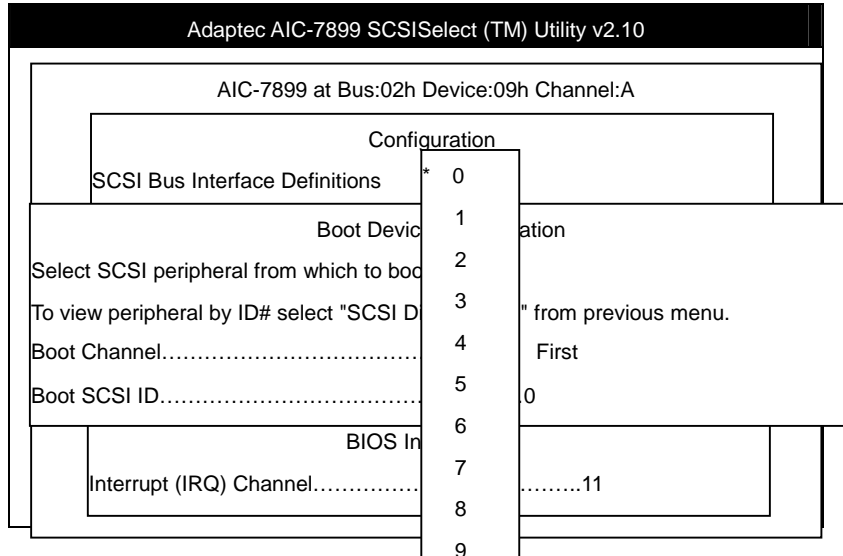 Adaptec AIC-7899 SCSISelect (TM) Utility v2.10
AIC-7899 at Bus:02h Device:09h Channel:A
Configuration
SCSI Bus Interface Definitions
* 0
1
2
3
4
5
6
7
8
9
Boot Devic ation
Select SCSI peripheral from which to boo
To view peripheral by ID# select "SCSI Di " from previous menu.
Boot Channel…………………………………. First
Boot SCSI ID…………………………………. .0
BIOS In
Interrupt (IRQ) Channel……………. ……..11